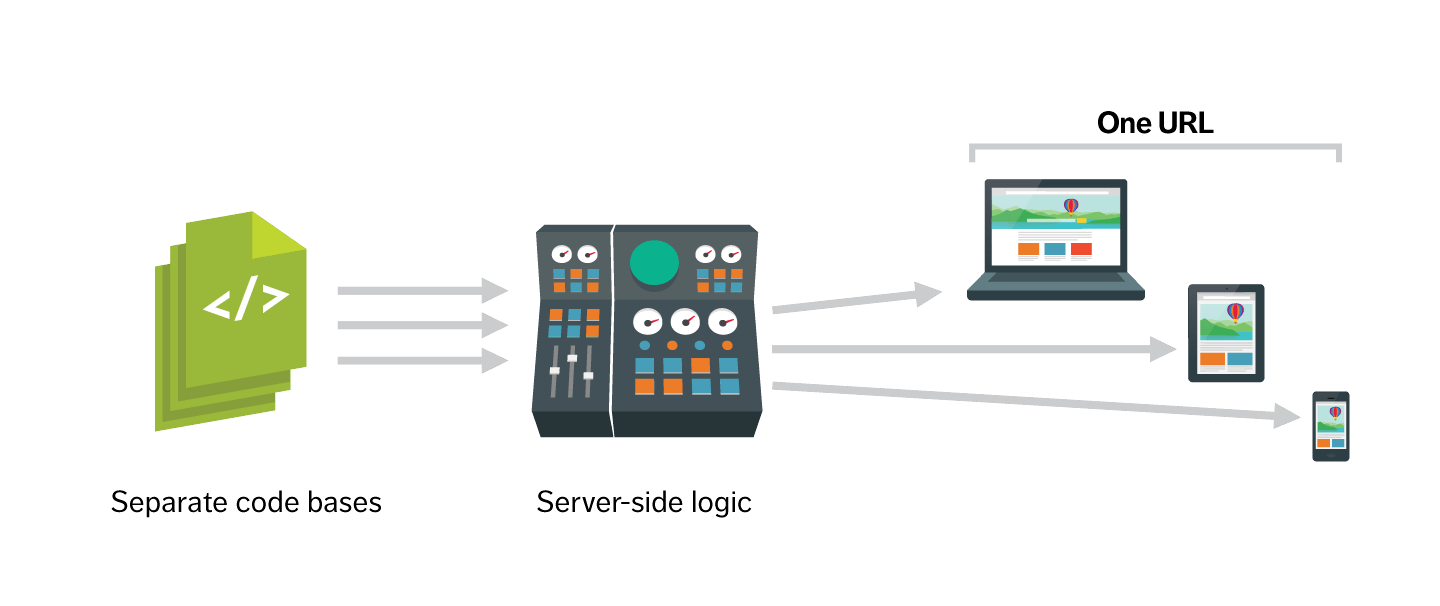 One URL
</>
Separate code bases
Server-side logic